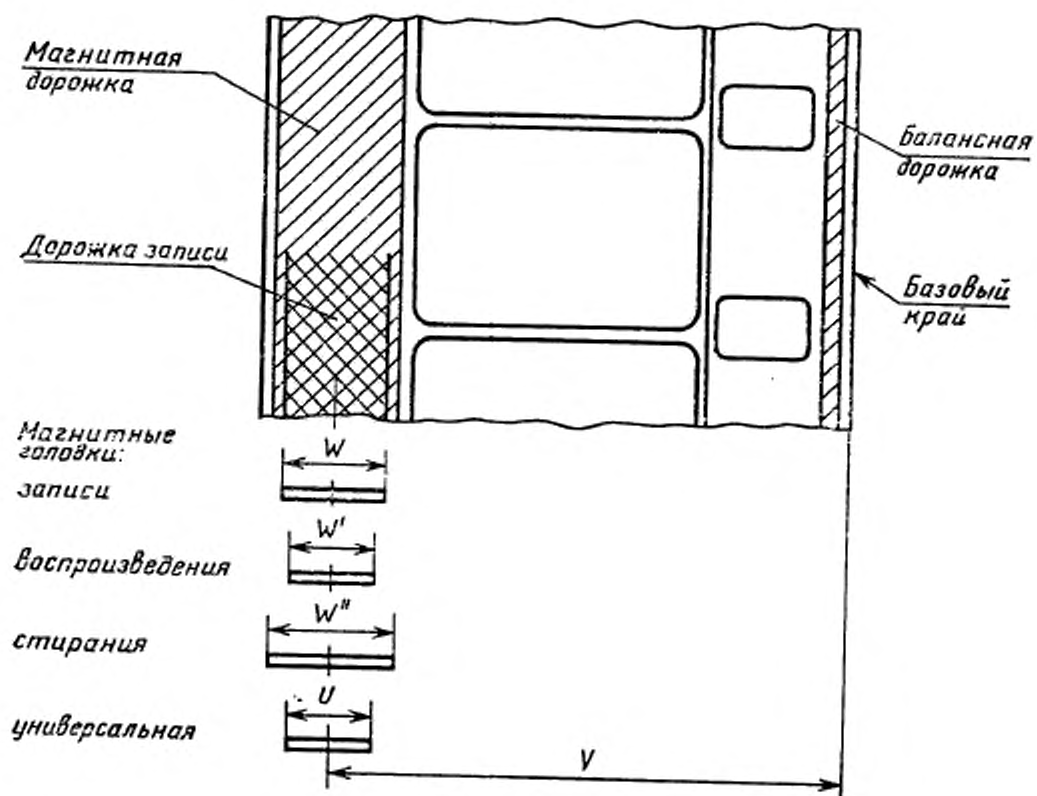 Магнитная
дорожка
Балансная
дорожка
Дорожка записи
Базовый
край
Магнитные
головки:
записи
W
воспроизведения
W'
стирания
W"
универсальная
U
V